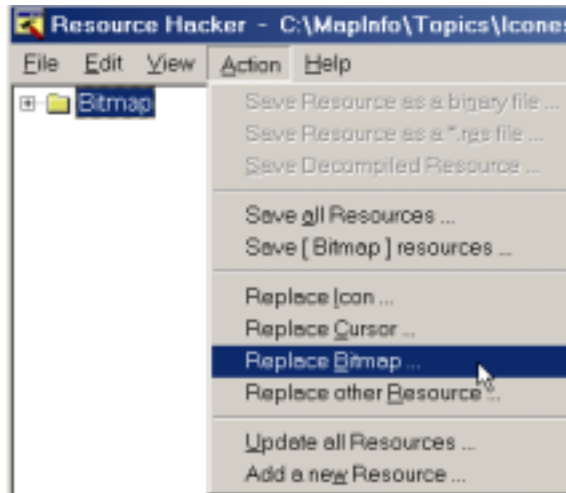 Resource Hacker - C:\MapInfo\Topics\Icones
File Edit View Action Help
Bitmap
Save Resource as a binary file ...
Save Resource as a *.res file ...
Save Decompiled Resource ...
Save all Resources ...
Save [ Bitmap ] resources ...
Replace Icon ...
Replace Cursor ...
Replace Bitmap ...
Replace other Resource ...
Update all Resources ...
Add a new Resource ...